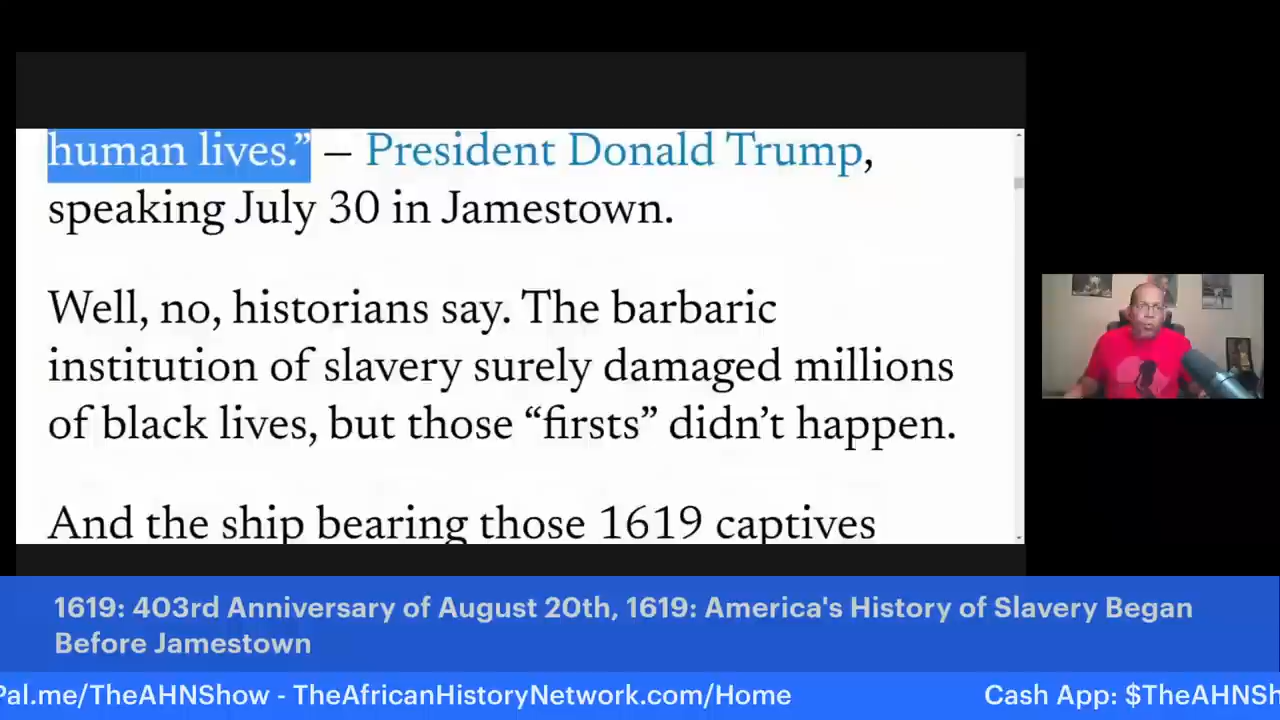 human lives.” – President Donald Trump,
speaking July 30 in Jamestown.
Well, no, historians say. The barbaric
institution of slavery surely damaged millions
of black lives, but those “firsts” didn’t happen.
And the ship bearing those 1619 captives
1619: 403rd Anniversary of August 20th, 1619: America's History of Slavery Began
Before Jamestown
Pal.me/TheAHNShow - TheAfricanHistoryNetwork.com/Home Cash App: $TheAHNSh